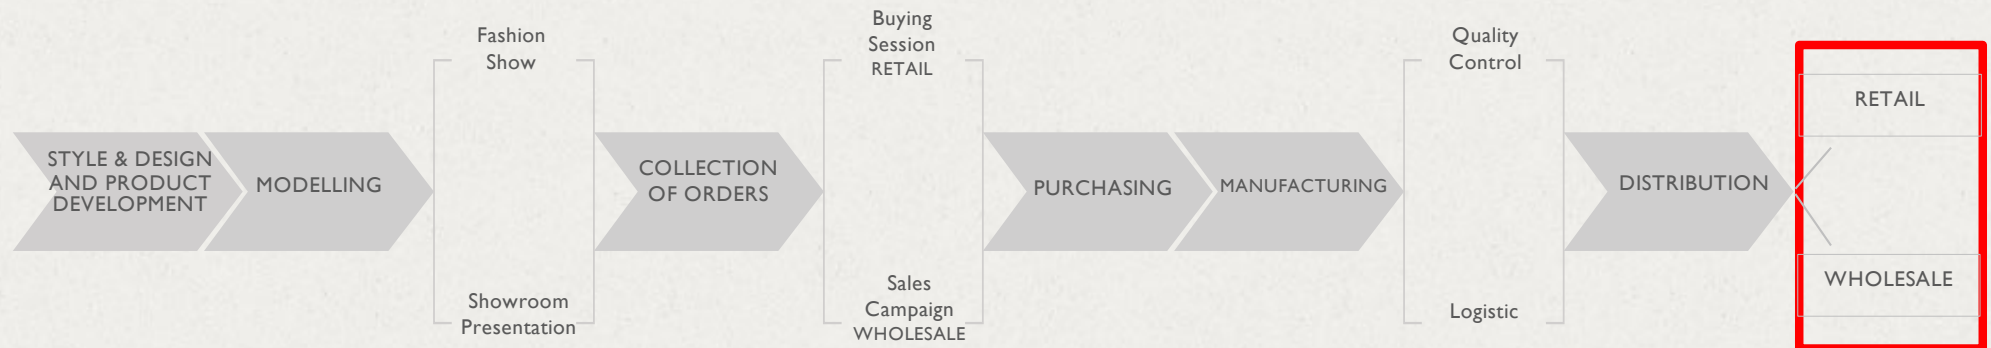 STYLE & DESIGN
AND PRODUCT
DEVELOPMENT
MODELLING
Fashion
Show
Showroom
Presentation
COLLECTION
OF ORDERS
Buying
Session
RETAIL
Sales
Campaign
WHOLESALE
PURCHASING
MANUFACTURING
Quality
Control
Logistic
DISTRIBUTION
RETAIL
WHOLESALE